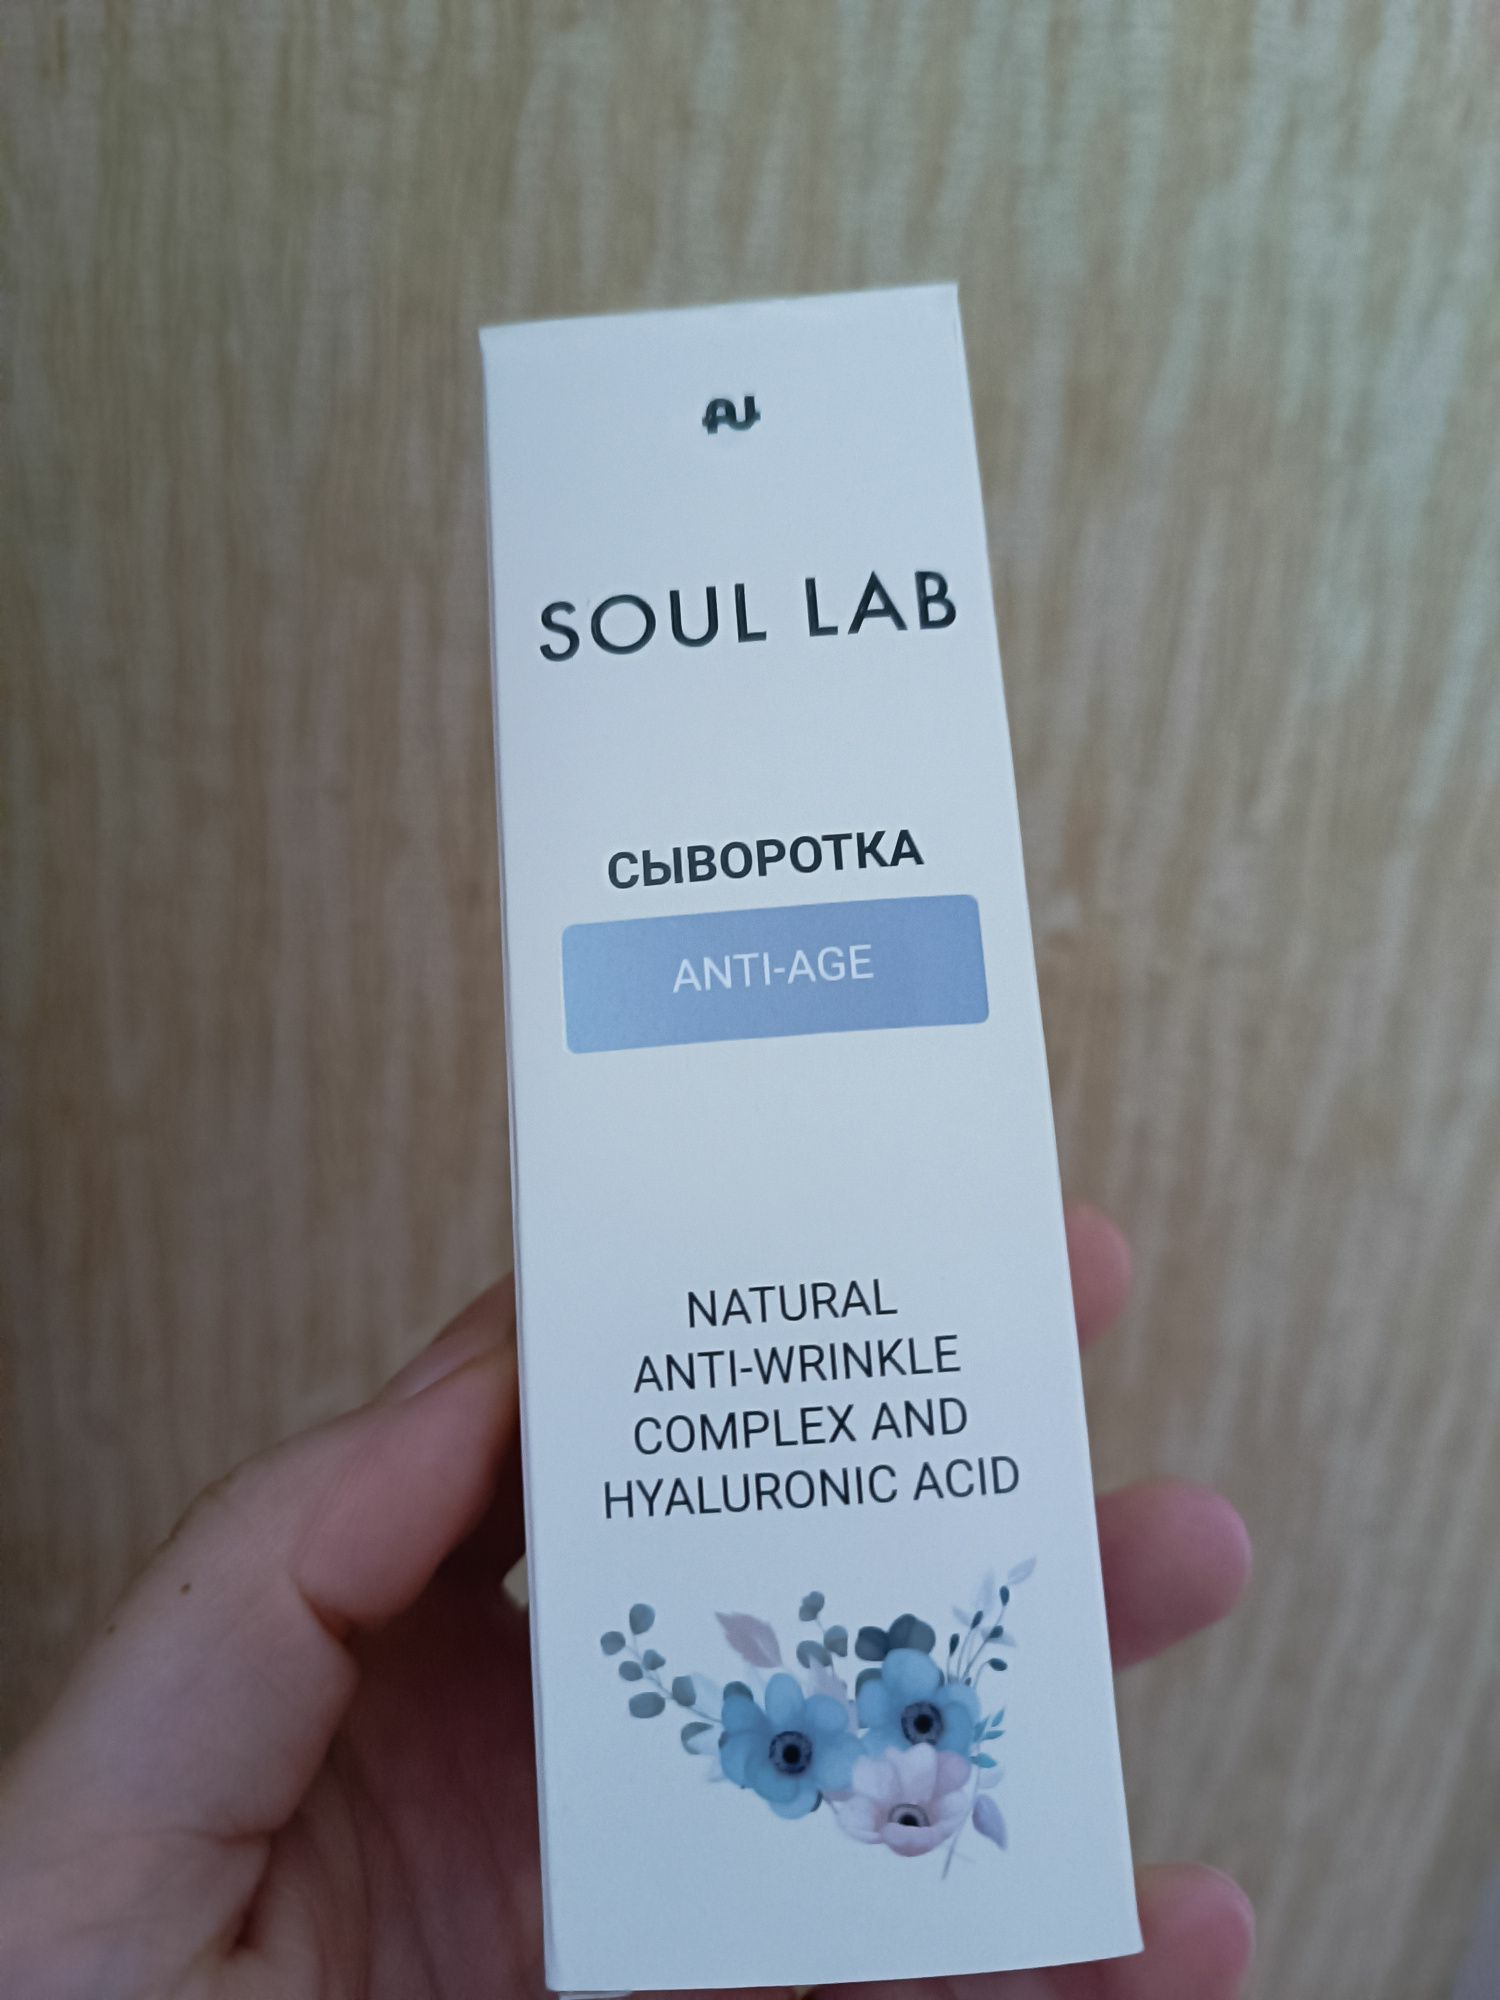 SOUL LAB
СЫВОРОТКА
ANTI-AGE
NATURAL
ANTI-WRINKLE
COMPLEX AND
HYALURONIC ACID